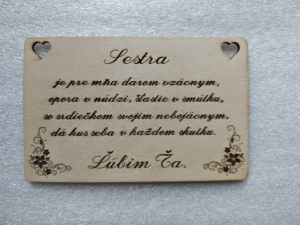 Sestra
je pre mňa darom vzácnym,
opora v núdzi, šťastie v smútku,
so srdiečkom svojim nebojácnym,
dá kus seba v každom skutku.
Ľúbim Ťa.